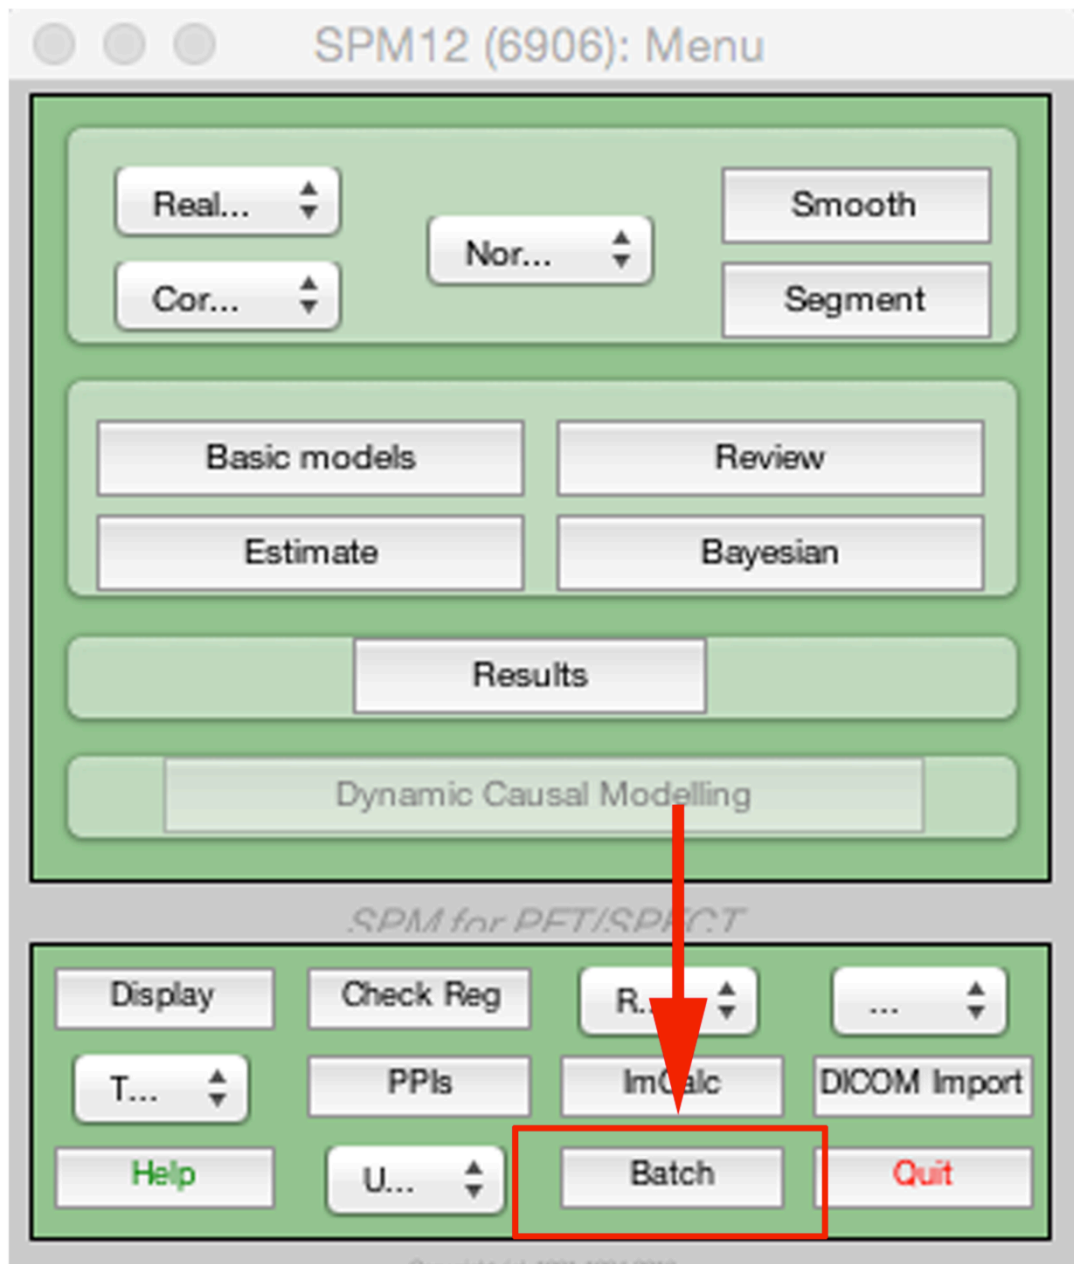 SPM12 (6906): Menu
Real...
Smooth
Nor...
Cor...
Segment
Basic models
Review
Estimate
Bayesian
Results
Dynamic Causal Modelling
SPM for PET/SPECT
Display
Check Reg
R...
...
T...
PPIs
ImCalc
DICOM Import
Help
U...
Batch
Quit